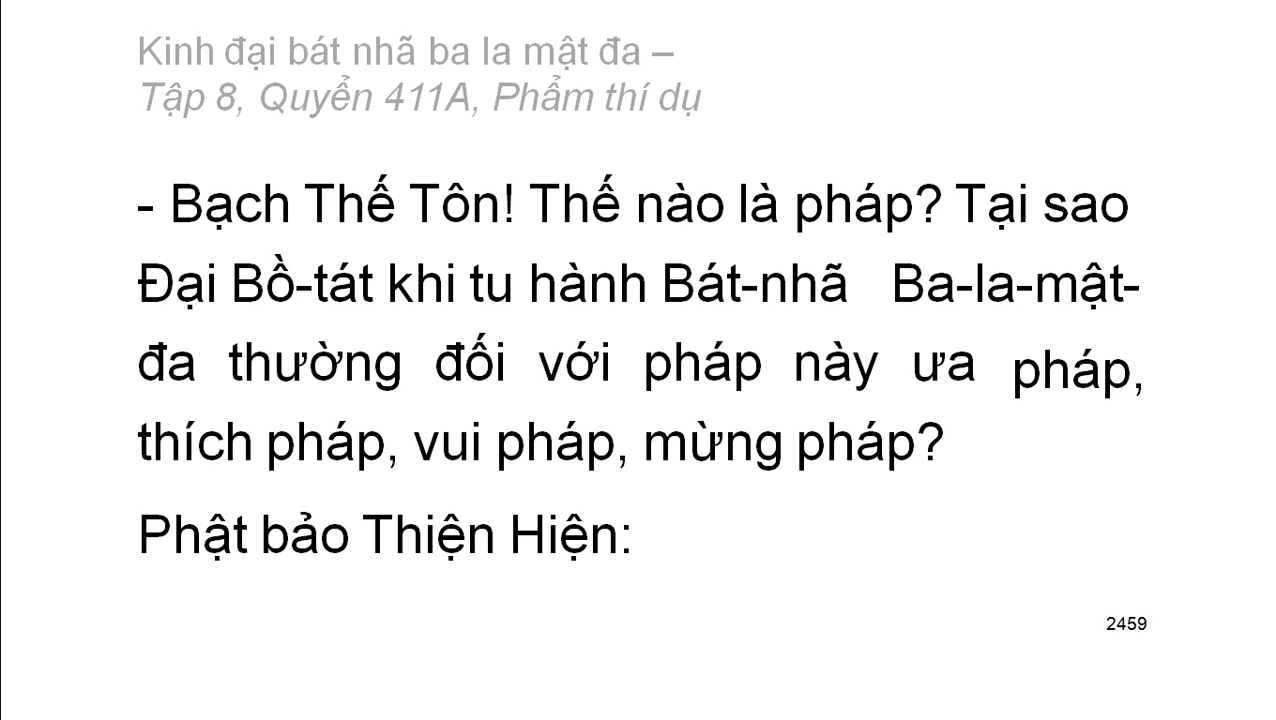 Kinh đại bát nhã ba la mật đa –
Tập 8, Quyển 411A, Phẩm thí dụ
- Bạch Thế Tôn! Thế nào là pháp? Tại sao
Đại Bồ-tát khi tu hành Bát-nhã Ba-la-mật-
đa thường đối với pháp này ưa pháp,
thích pháp, vui pháp, mừng pháp?
Phật bảo Thiện Hiện:
2459